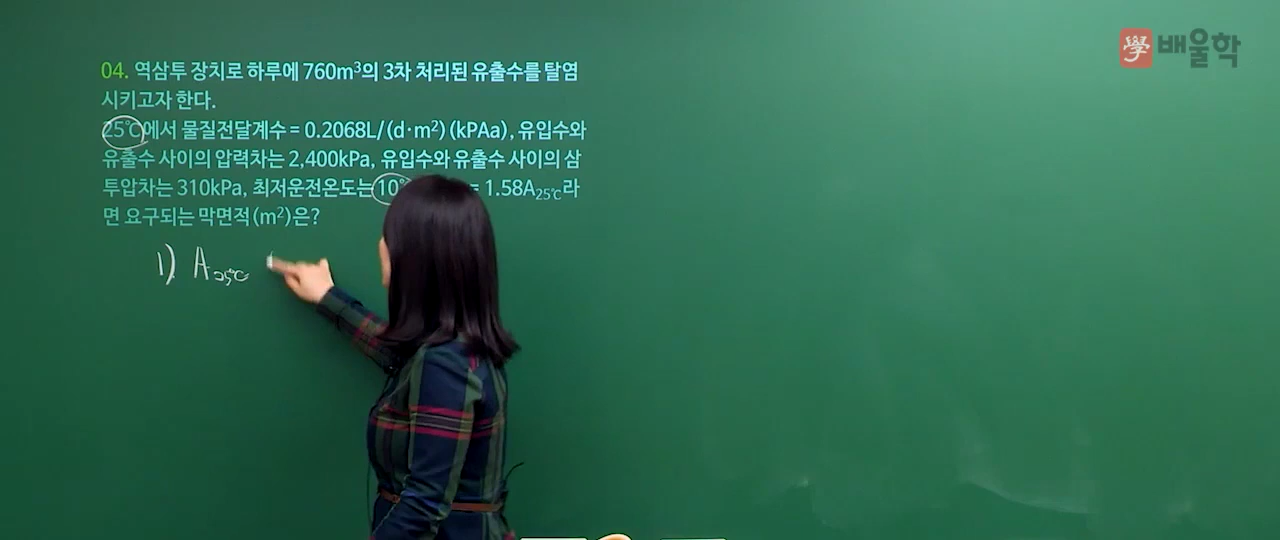 學 배울학
04. 역삼투 장치로 하루에 760m³의 3차 처리된 유출수를 탈염
시키고자 한다.
25℃에서 물질전달계수 = 0.2068L/(d·m²)(kPAa), 유입수와
유출수 사이의 압력차는 2,400kPa, 유입수와 유출수 사이의 삼
투압차는 310kPa, 최저운전온도는 10 = 1.58A₂₅℃라
면 요구되는 막면적(m²)은?
1) A₂₅℃